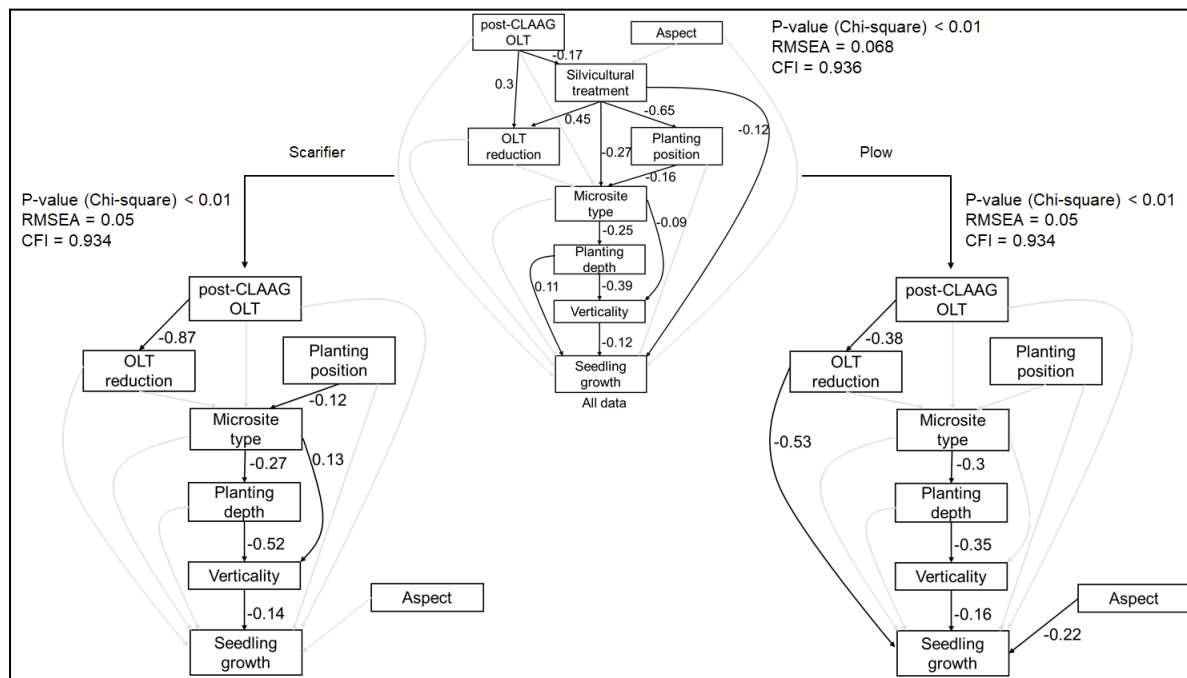 post-CLAAG
OLT
Aspect
P-value (Chi-square) < 0.01
RMSEA = 0.068
CFI = 0.936
-0.17
Silvicultural
treatment
0.3
0.45
-0.65
-0.12
OLT
reduction
-0.27
Planting
position
Scarifier
Plow
-0.16
P-value (Chi-square) < 0.01
RMSEA = 0.05
CFI = 0.934
Microsite
type
-0.09
-0.25
Planting
depth
0.11
-0.39
Verticality
-0.12
Seedling
growth
All data
P-value (Chi-square) < 0.01
RMSEA = 0.05
CFI = 0.934
post-CLAAG
OLT
-0.87
OLT
reduction
Planting
position
-0.12
Microsite
type
-0.27
0.13
Planting
depth
-0.52
Verticality
-0.14
Aspect
Seedling
growth
post-CLAAG
OLT
-0.38
OLT
reduction
Planting
position
-0.53
Microsite
type
-0.3
Planting
depth
-0.35
Verticality
-0.16
Aspect
-0.22
Seedling
growth